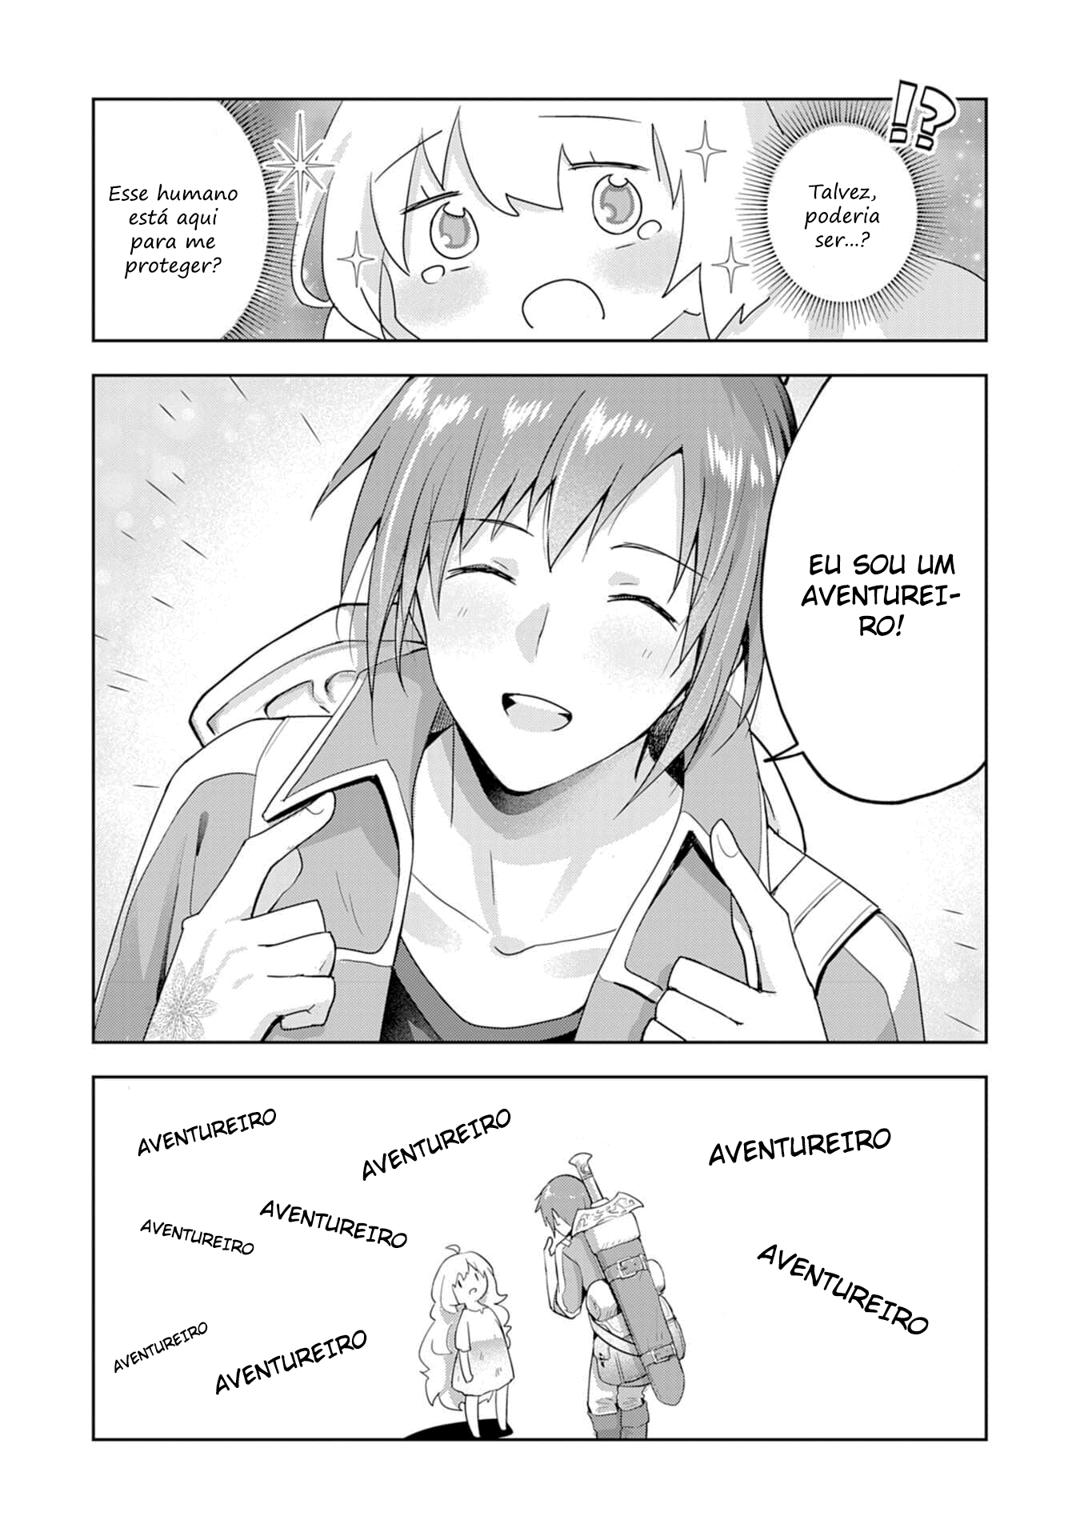 !?
Talvez,
poderia
ser...?
Esse humano
está aqui
para me
proteger?
EU SOU UM
AVENTUREI-
RO!
AVENTUREIRO
AVENTUREIRO
AVENTUREIRO
AVENTUREIRO
AVENTUREIRO
AVENTUREIRO
AVENTUREIRO
AVENTUREIRO